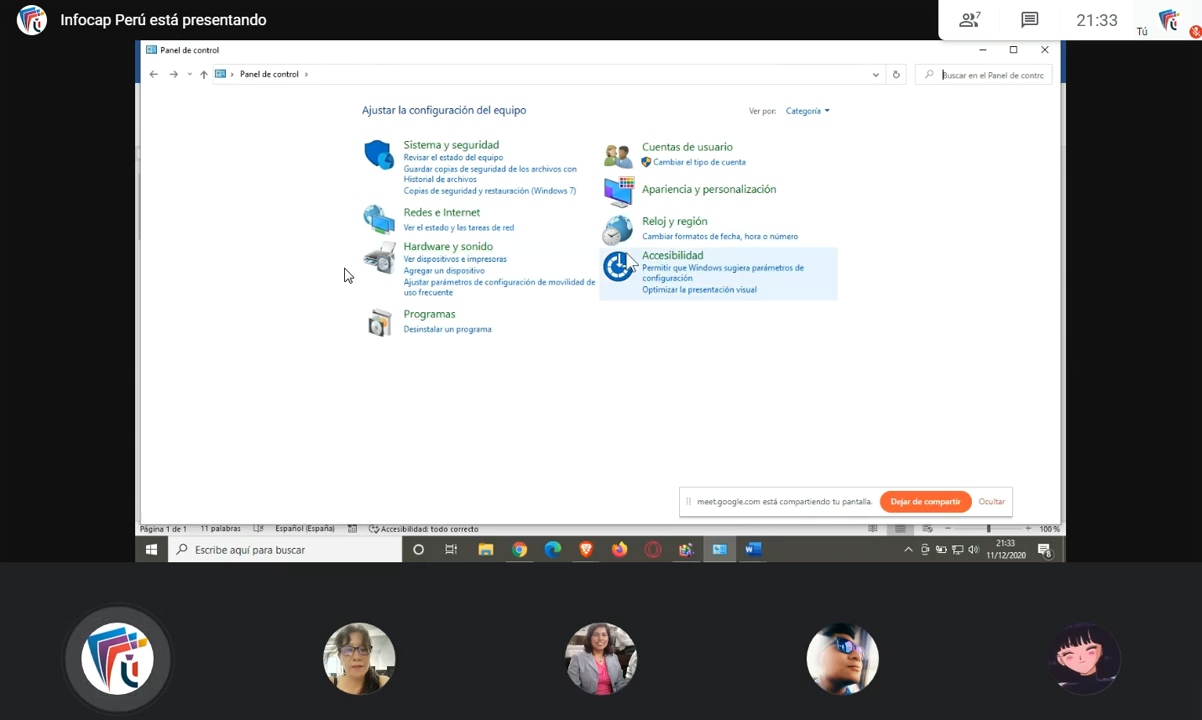 Infocap Perú está presentando
7
21:33
Tú
Panel de control
Panel de control
Buscar en el Panel de contrc
Ajustar la configuración del equipo
Ver por:
Categoría
Sistema y seguridad
Revisar el estado del equipo
Guardar copias de seguridad de los archivos con
Historial de archivos
Copias de seguridad y restauración (Windows 7)
Redes e Internet
Ver el estado y las tareas de red
Hardware y sonido
Ver dispositivos e impresoras
Agregar un dispositivo
Ajustar parámetros de configuración de movilidad de
uso frecuente
Programas
Desinstalar un programa
Cuentas de usuario
Cambiar el tipo de cuenta
Apariencia y personalización
Reloj y región
Cambiar formatos de fecha, hora o número
Accesibilidad
Permitir que Windows sugiera parámetros de
configuración
Optimizar la presentación visual
meet.google.com está compartiendo tu pantalla.
Dejar de compartir
Ocultar
Página 1 de 1
11 palabras
Español (España)
Accesibilidad: todo correcto
100 %
Escribe aquí para buscar
21:33
11/12/2020
8